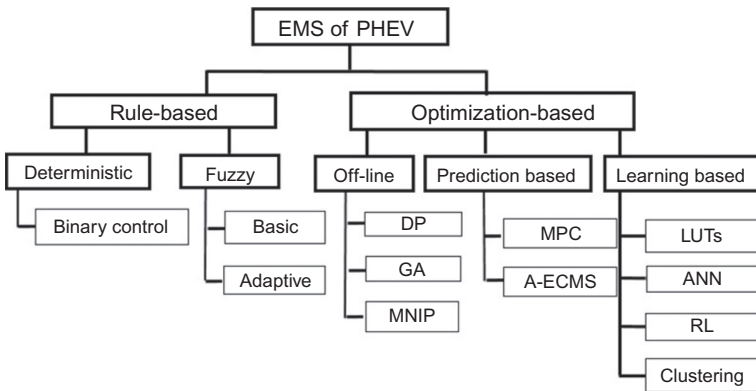 EMS of PHEV
Rule-based
Optimization-based
Deterministic
Fuzzy
Off-line
Prediction based
Learning based
Binary control
Basic
Adaptive
DP
GA
MNIP
MPC
A-ECMS
LUTs
ANN
RL
Clustering